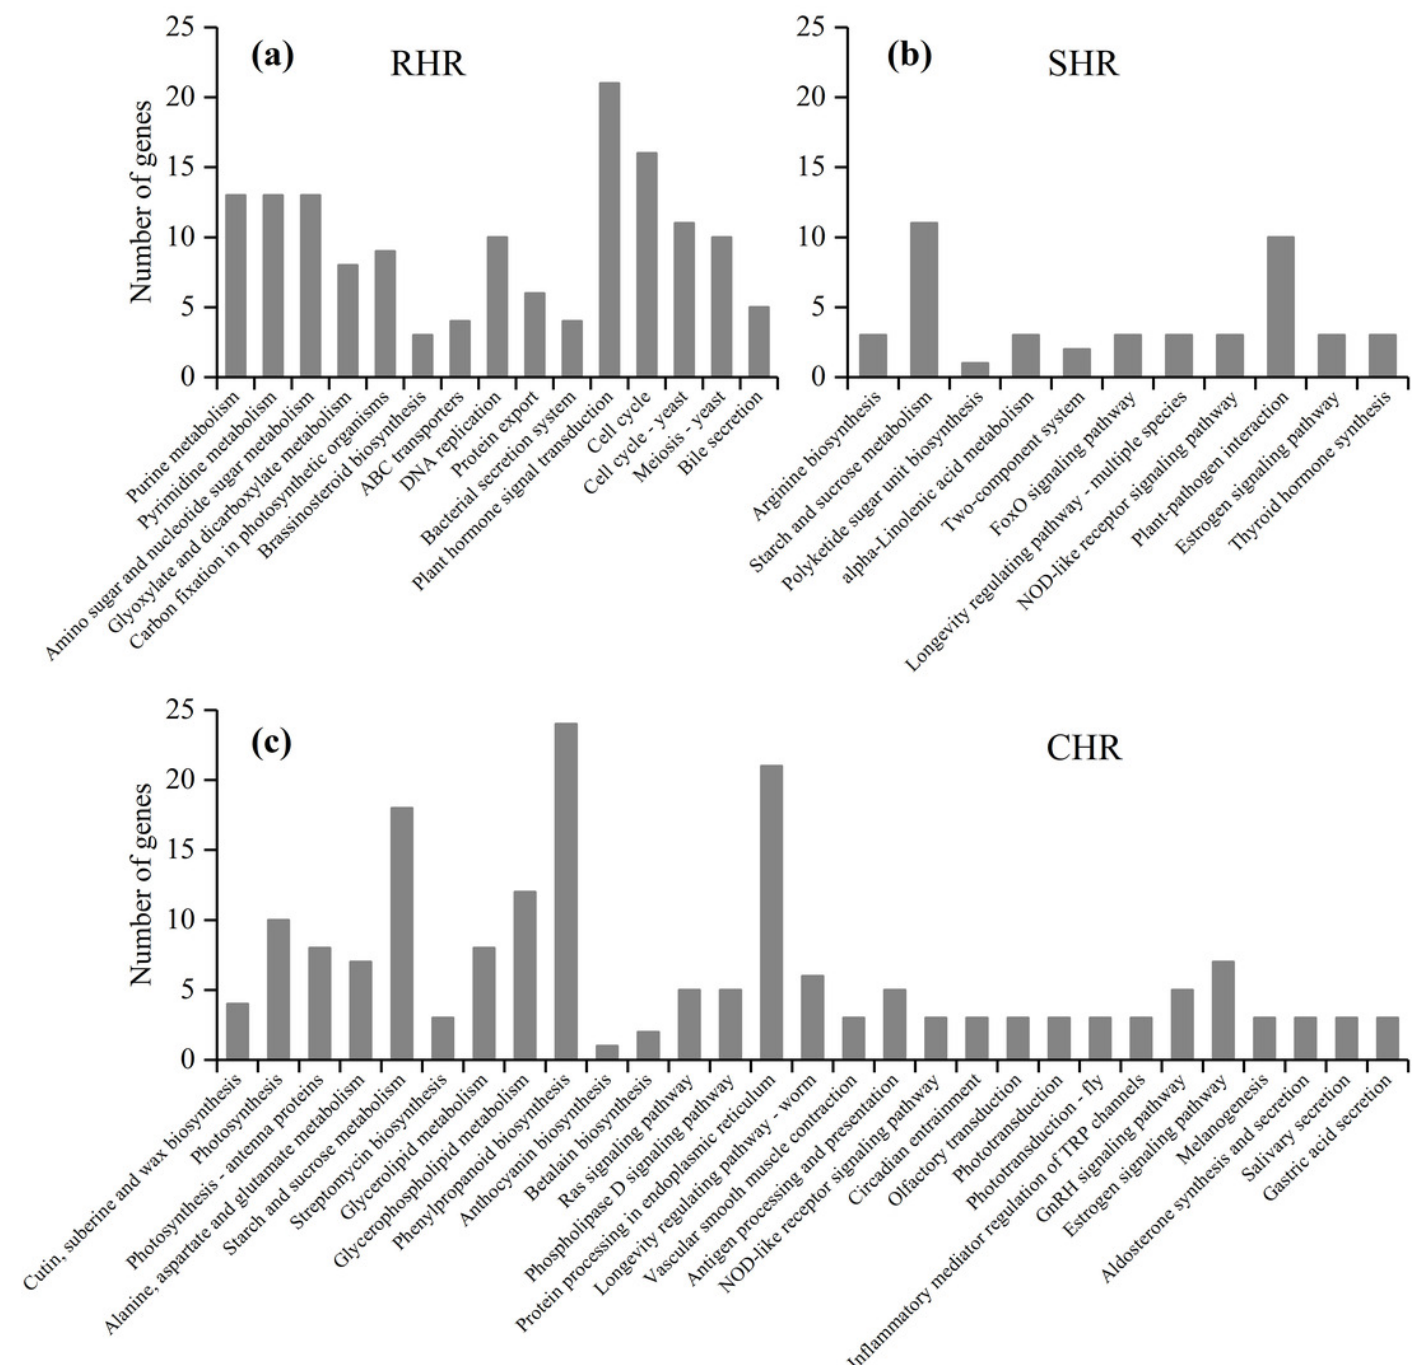 (a)
RHR
Number of genes
25
20
15
10
5
0
Purine metabolism
Pyrimidine metabolism
Amino sugar and nucleotide sugar metabolism
Glyoxylate and dicarboxylate metabolism
Carbon fixation in photosynthetic organisms
Brassinosteroid biosynthesis
ABC transporters
DNA replication
Protein export
Bacterial secretion system
Plant hormone signal transduction
Cell cycle
Cell cycle - yeast
Meiosis - yeast
Bile secretion
(b)
SHR
25
20
15
10
5
0
Arginine biosynthesis
Starch and sucrose metabolism
Polyketide sugar unit biosynthesis
alpha-Linolenic acid metabolism
Two-component system
FoxO signaling pathway
Longevity regulating pathway - multiple species
NOD-like receptor signaling pathway
Plant-pathogen interaction
Estrogen signaling pathway
Thyroid hormone synthesis
(c)
CHR
Number of genes
25
20
15
10
5
0
Cutin, suberine and wax biosynthesis
Photosynthesis
Photosynthesis - antenna proteins
Alanine, aspartate and glutamate metabolism
Starch and sucrose metabolism
Streptomycin biosynthesis
Glycerolipid metabolism
Glycerophospholipid metabolism
Phenylpropanoid biosynthesis
Anthocyanin biosynthesis
Betalain biosynthesis
Ras signaling pathway
Phospholipase D signaling pathway
Protein processing in endoplasmic reticulum
Longevity regulating pathway - worm
Vascular smooth muscle contraction
Antigen processing and presentation
NOD-like receptor signaling pathway
Circadian entrainment
Olfactory transduction
Phototransduction
Phototransduction - fly
Inflammatory mediator regulation of TRP channels
GnRH signaling pathway
Estrogen signaling pathway
Melanogenesis
Aldosterone synthesis and secretion
Salivary secretion
Gastric acid secretion